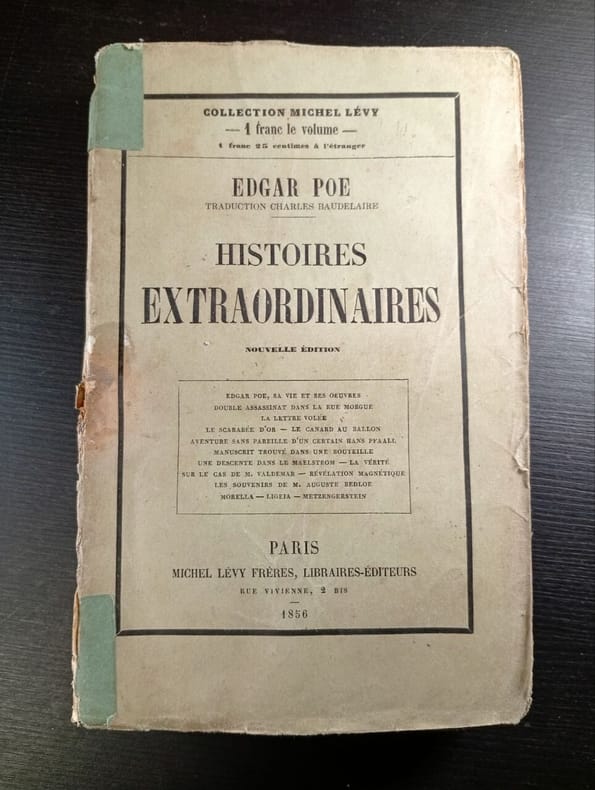 COLLECTION MICHEL LÉVY
— 1 franc le volume —
1 franc 25 centimes à l'étranger
EDGAR POE
TRADUCTION CHARLES BAUDELAIRE
HISTOIRES
EXTRAORDINAIRES
NOUVELLE ÉDITION
EDGAR POE, SA VIE ET SES OEUVRES
DOUBLE ASSASSINAT DANS LA RUE MORGUE
LA LETTRE VOLÉE
LE SCARABÉE D'OR — LE CANARD AU BALLON
AVENTURE SANS PAREILLE D'UN CERTAIN HANS PFAALL
MANUSCRIT TROUVÉ DANS UNE BOUTEILLE
UNE DESCENTE DANS LE MAELSTROM — LA VÉRITÉ
SUR LE CAS DE M. VALDEMAR — RÉVÉLATION MAGNÉTIQUE
LES SOUVENIRS DE M. AUGUSTE BEDLOE
MORELLA — LIGEIA — METZENGERSTEIN
PARIS
MICHEL LÉVY FRÈRES, LIBRAIRES-ÉDITEURS
RUE VIVIENNE, 2 BIS
—
1856